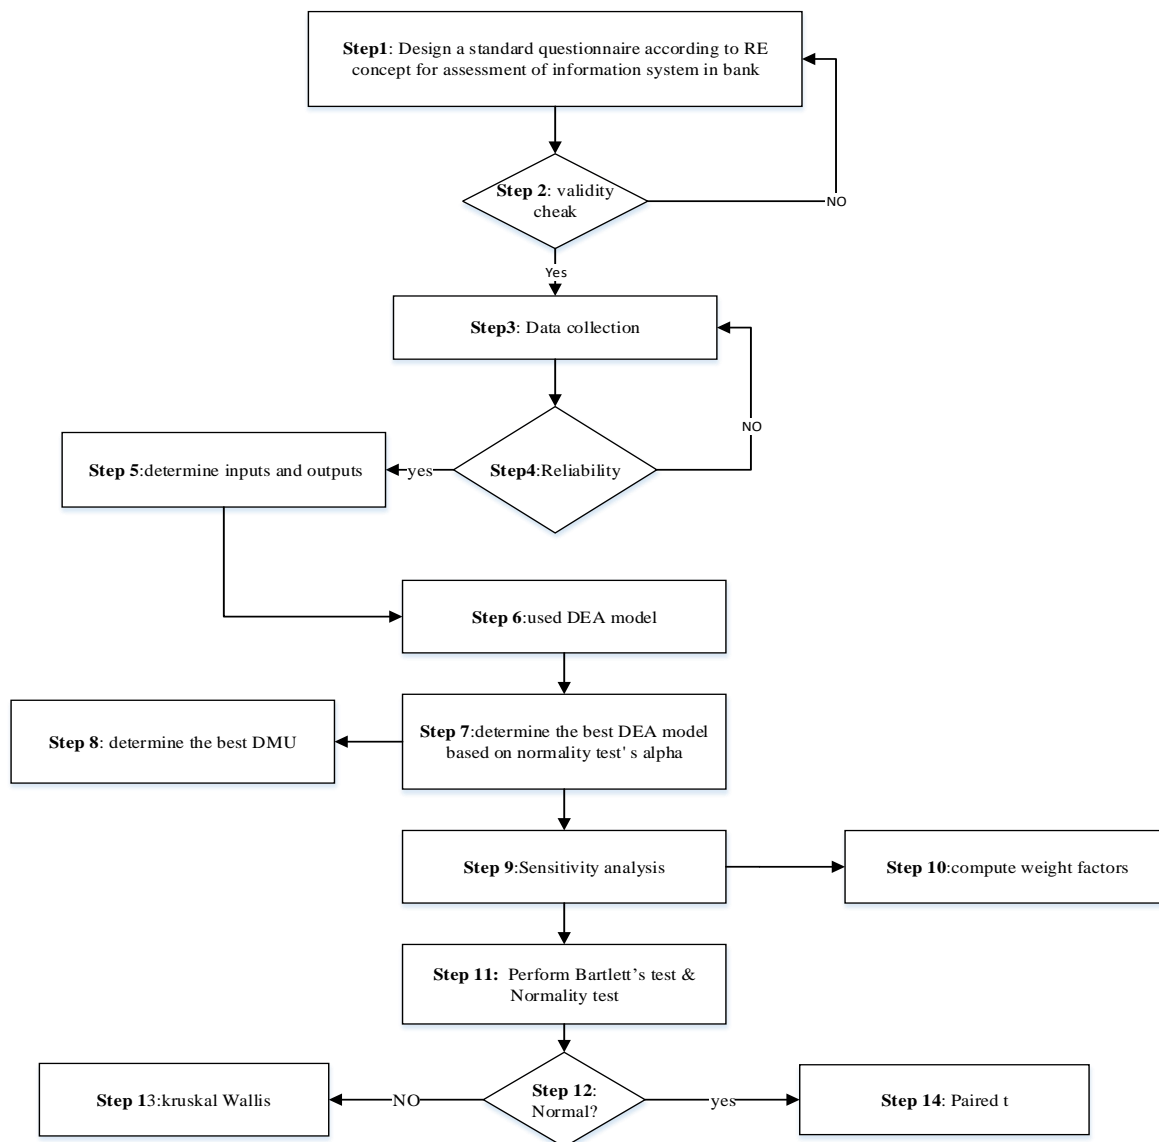 Step1: Design a standard questionnaire according to RE
concept for assessment of information system in bank
Step 2: validity
cheak
NO
Yes
Step3: Data collection
NO
Step 5:determine inputs and outputs
yes
Step4:Reliability
Step 6:used DEA model
Step 7:determine the best DEA model
based on normality test's alpha
Step 8: determine the best DMU
Step 9:Sensitivity analysis
Step 10:compute weight factors
Step 11: Perform Bartlett’s test &
Normality test
Step 13:kruskal Wallis
NO
Step 12:
Normal?
yes
Step 14: Paired t